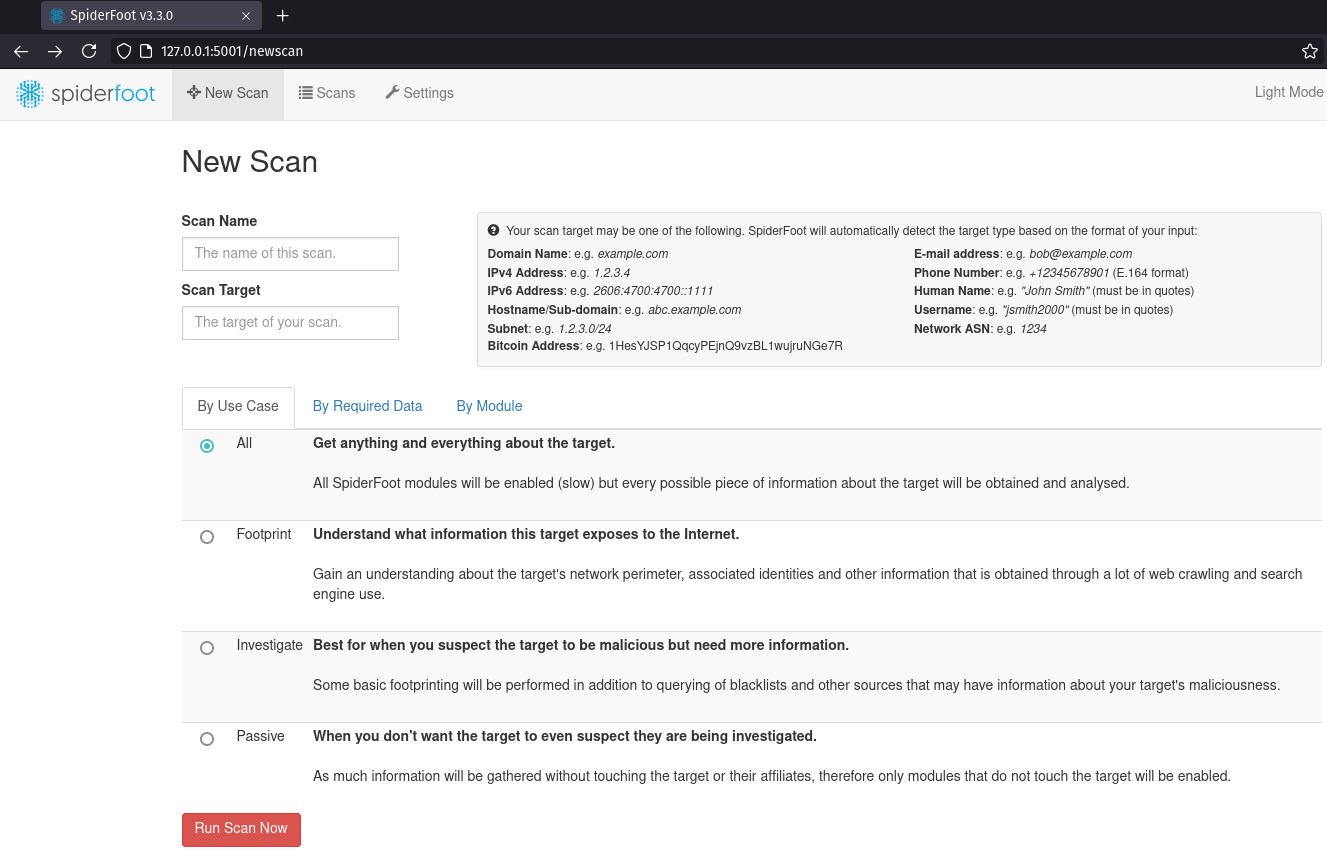 SpiderFoot v3.3.0
127.0.0.1:5001/newscan
spiderfoot
New Scan
Scans
Settings
Light Mode
New Scan
Scan Name
The name of this scan.
Scan Target
The target of your scan.
Your scan target may be one of the following. SpiderFoot will automatically detect the target type based on the format of your input:
Domain Name: e.g. example.com
IPv4 Address: e.g. 1.2.3.4
IPv6 Address: e.g. 2606:4700:4700::1111
Hostname/Sub-domain: e.g. abc.example.com
Subnet: e.g. 1.2.3.0/24
Bitcoin Address: e.g. 1HesYJSP1QqcyPEjnQ9vzBL1wujruNGe7R
E-mail address: e.g. bob@example.com
Phone Number: e.g. +12345678901 (E.164 format)
Human Name: e.g. "John Smith" (must be in quotes)
Username: e.g. "jsmith2000" (must be in quotes)
Network ASN: e.g. 1234
By Use Case
By Required Data
By Module
All
Get anything and everything about the target.
All SpiderFoot modules will be enabled (slow) but every possible piece of information about the target will be obtained and analysed.
Footprint
Understand what information this target exposes to the Internet.
Gain an understanding about the target's network perimeter, associated identities and other information that is obtained through a lot of web crawling and search
engine use.
Investigate
Best for when you suspect the target to be malicious but need more information.
Some basic footprinting will be performed in addition to querying of blacklists and other sources that may have information about your target's maliciousness.
Passive
When you don't want the target to even suspect they are being investigated.
As much information will be gathered without touching the target or their affiliates, therefore only modules that do not touch the target will be enabled.
Run Scan Now